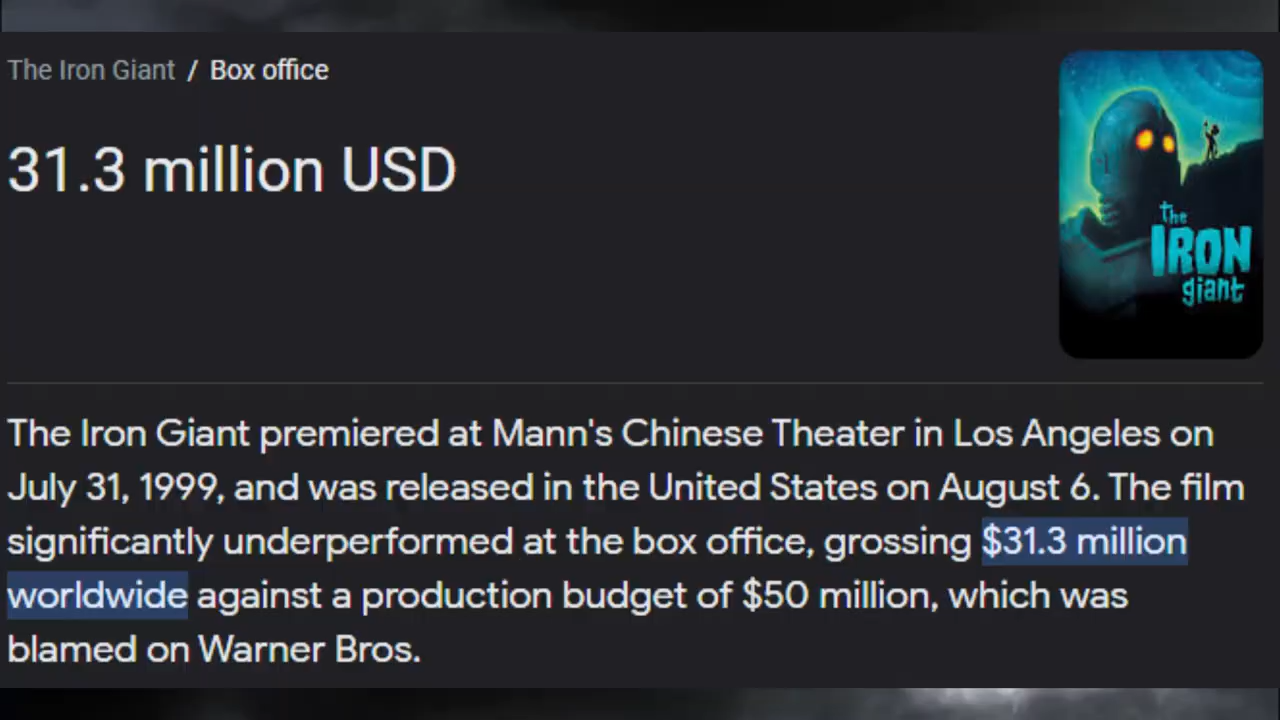 The Iron Giant / Box office
31.3 million USD
the
IRON
giant
The Iron Giant premiered at Mann's Chinese Theater in Los Angeles on
July 31, 1999, and was released in the United States on August 6. The film
significantly underperformed at the box office, grossing $31.3 million
worldwide against a production budget of $50 million, which was
blamed on Warner Bros.